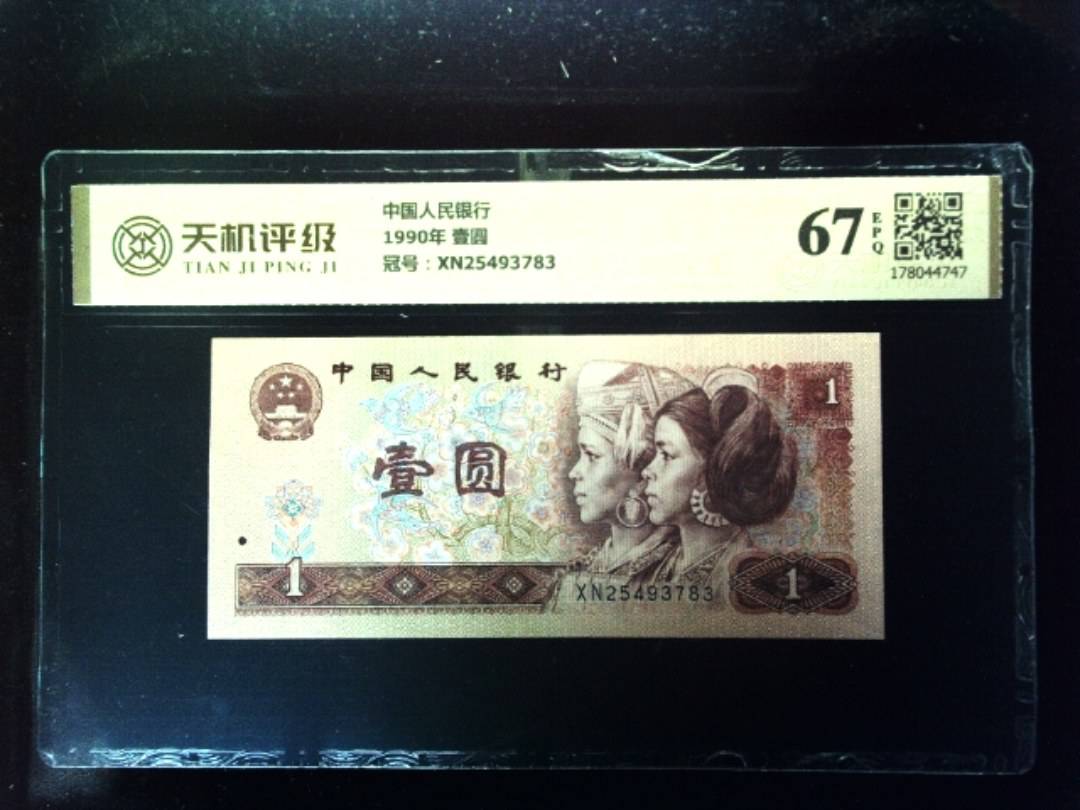 天机评级
TIAN JI PING JI
中国人民银行
1990年 壹圆
冠号：XN25493783
67
EPQ
178044747
中国人民银行
1
壹圆
1
XN25493783
1